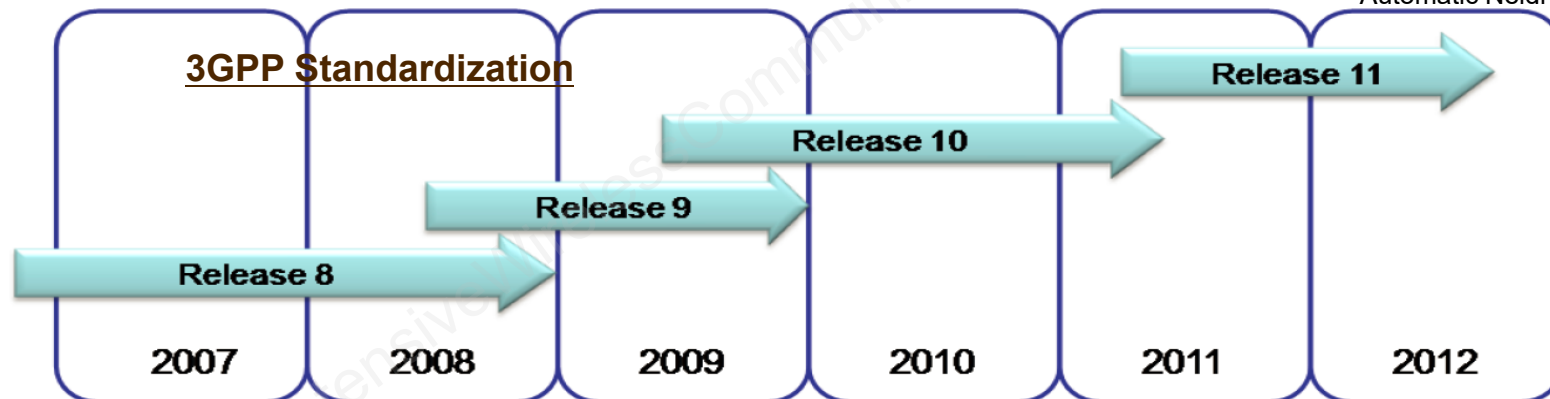 3GPP Standardization
Release 11
Release 10
Release 9
Release 8
2007 2008 2009 2010 2011 2012